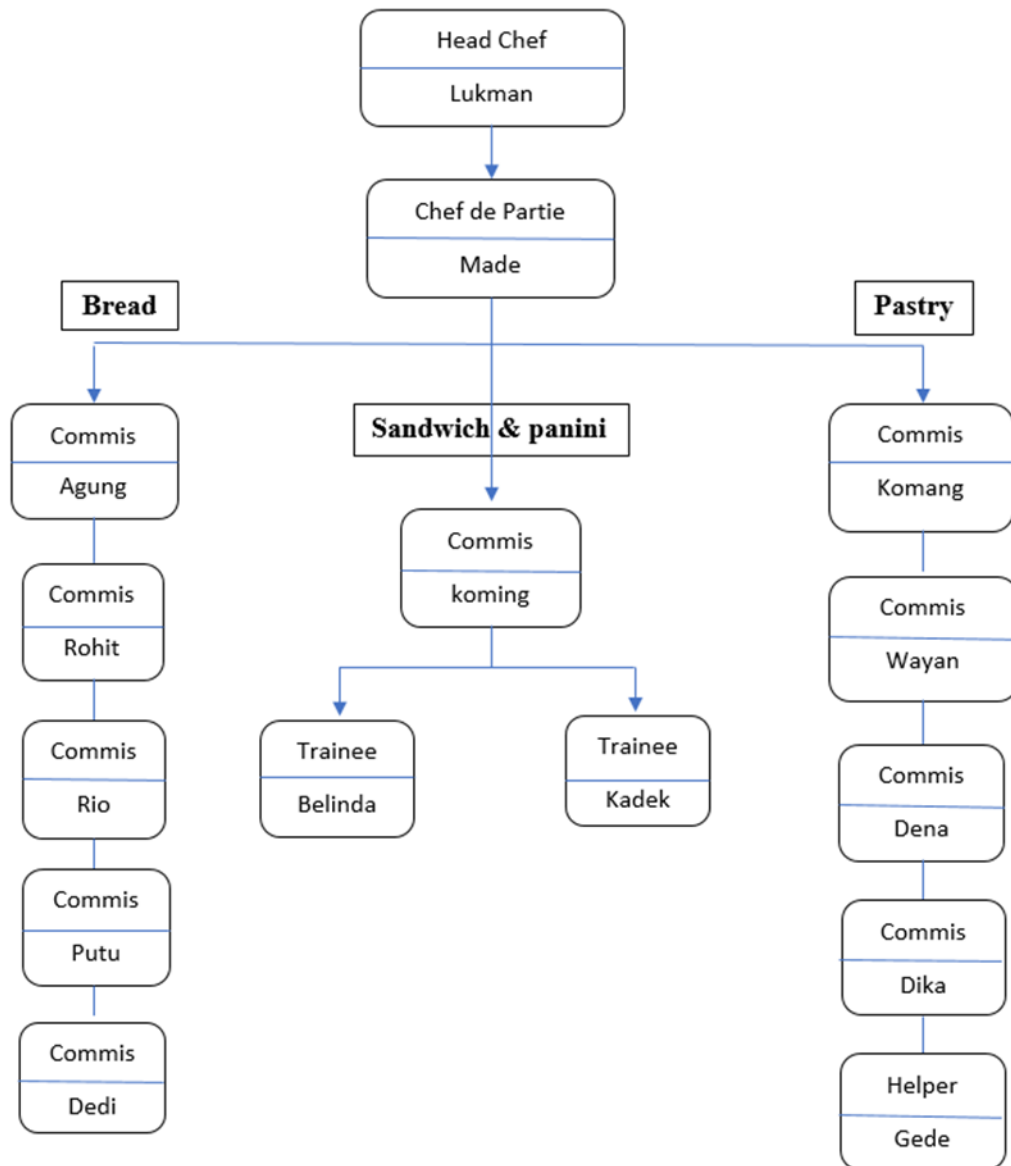 Head Chef
Lukman
Chef de Partie
Made
Bread
Commis
Agung
Commis
Rohit
Commis
Rio
Commis
Putu
Commis
Dedi
Sandwich & panini
Commis
koming
Trainee
Belinda
Trainee
Kadek
Pastry
Commis
Komang
Commis
Wayan
Commis
Dena
Commis
Dika
Helper
Gede